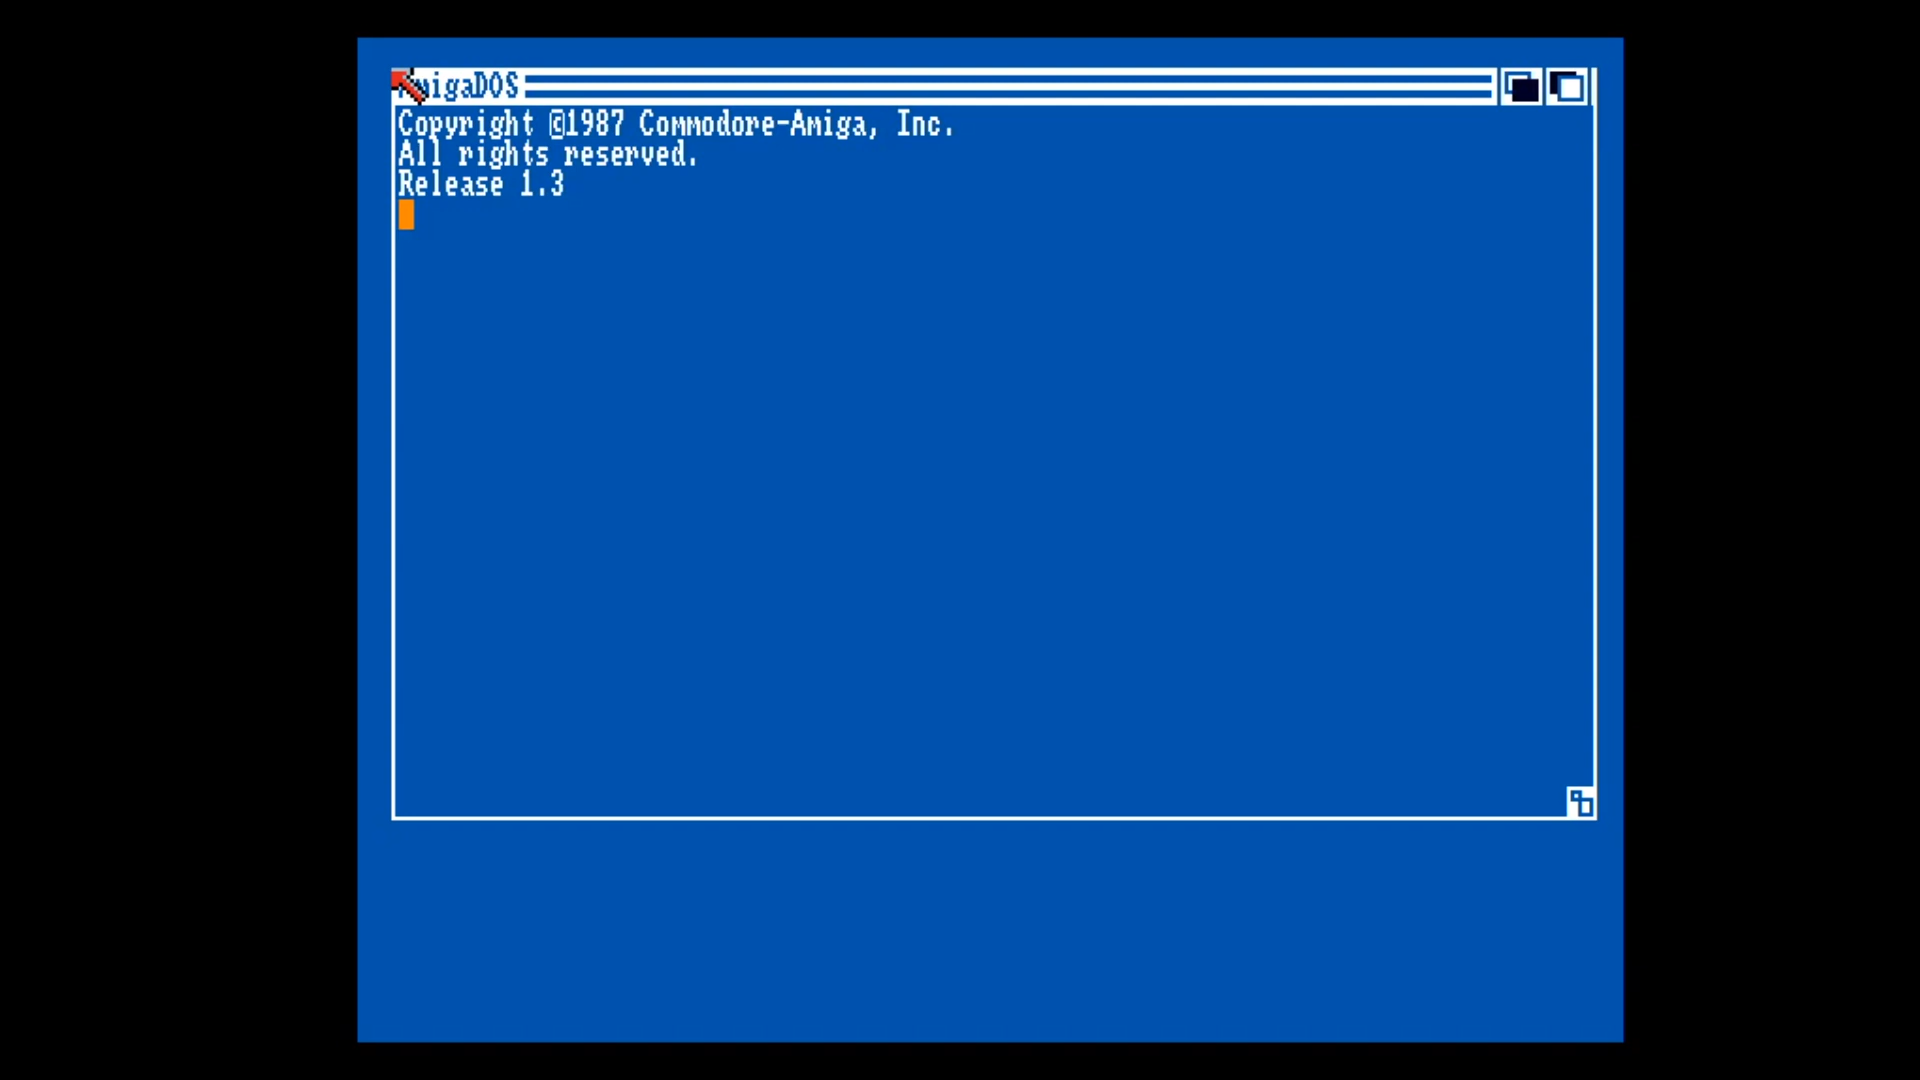 AmigaDOS
Copyright ©1987 Commodore-Amiga, Inc.
All rights reserved.
Release 1.3